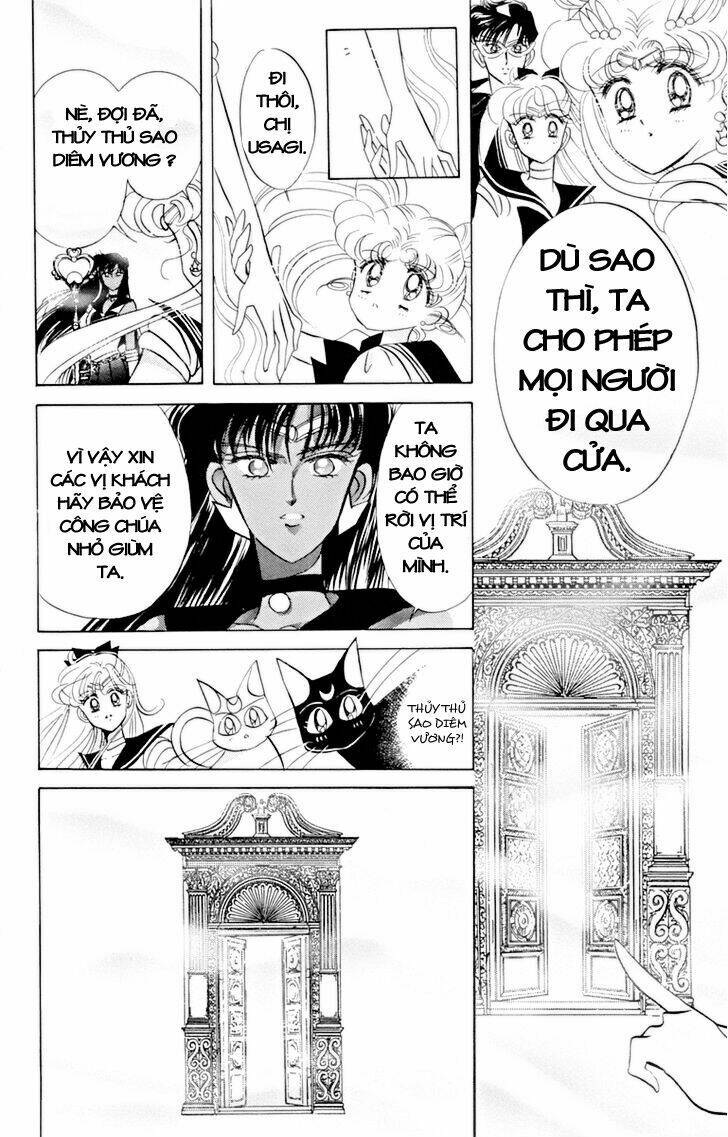 DÙ SAO
THÌ, TA
CHO PHÉP
MỌI NGƯỜI
ĐI QUA
CỬA.
ĐI
THÔI,
CHỊ
USAGI.
NÈ, ĐỢI ĐÃ,
THỦY THỦ SAO
DIÊM VƯƠNG ?
TA
KHÔNG
BAO GIỜ
CÓ THỂ
RỜI VỊ TRÍ
CỦA
MÌNH.
VÌ VẬY XIN
CÁC VỊ KHÁCH
HÃY BẢO VỆ
CÔNG CHÚA
NHỎ GIÙM
TA.
THỦY THỦ
SAO DIÊM
VƯƠNG?!